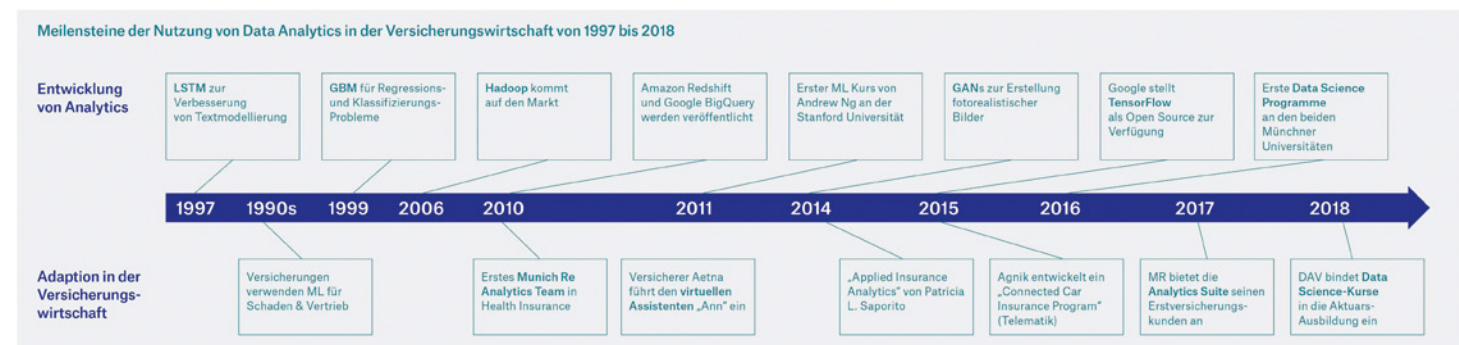 Meilensteine der Nutzung von Data Analytics in der Versicherungswirtschaft von 1997 bis 2018
Entwicklung
von Analytics
LSTM zur
Verbesserung
von Textmodellierung
GBM für Regressions-
und Klassifizierungs-
Probleme
Hadoop kommt
auf den Markt
Amazon Redshift
und Google BigQuery
werden veröffentlicht
Erster ML Kurs von
Andrew Ng an der
Stanford Universität
GANs zur Erstellung
fotorealistischer
Bilder
Google stellt
TensorFlow
als Open Source zur
Verfügung
Erste Data Science
Programme
an den beiden
Münchner
Universitäten
1997 1990s 1999 2006 2010 2011 2014 2015 2016 2017 2018
Adaption in der
Versicherungs-
wirtschaft
Versicherungen
verwenden ML für
Schaden & Vertrieb
Erstes Munich Re
Analytics Team in
Health Insurance
Versicherer Aetna
führt den virtuellen
Assistenten „Ann" ein
„Applied Insurance
Analytics" von Patricia
L. Saporito
Agnik entwickelt ein
„Connected Car
Insurance Program"
(Telematik)
MR bietet die
Analytics Suite seinen
Erstversicherungs-
kunden an
DAV bindet Data
Science-Kurse
in die Aktuars-
Ausbildung ein